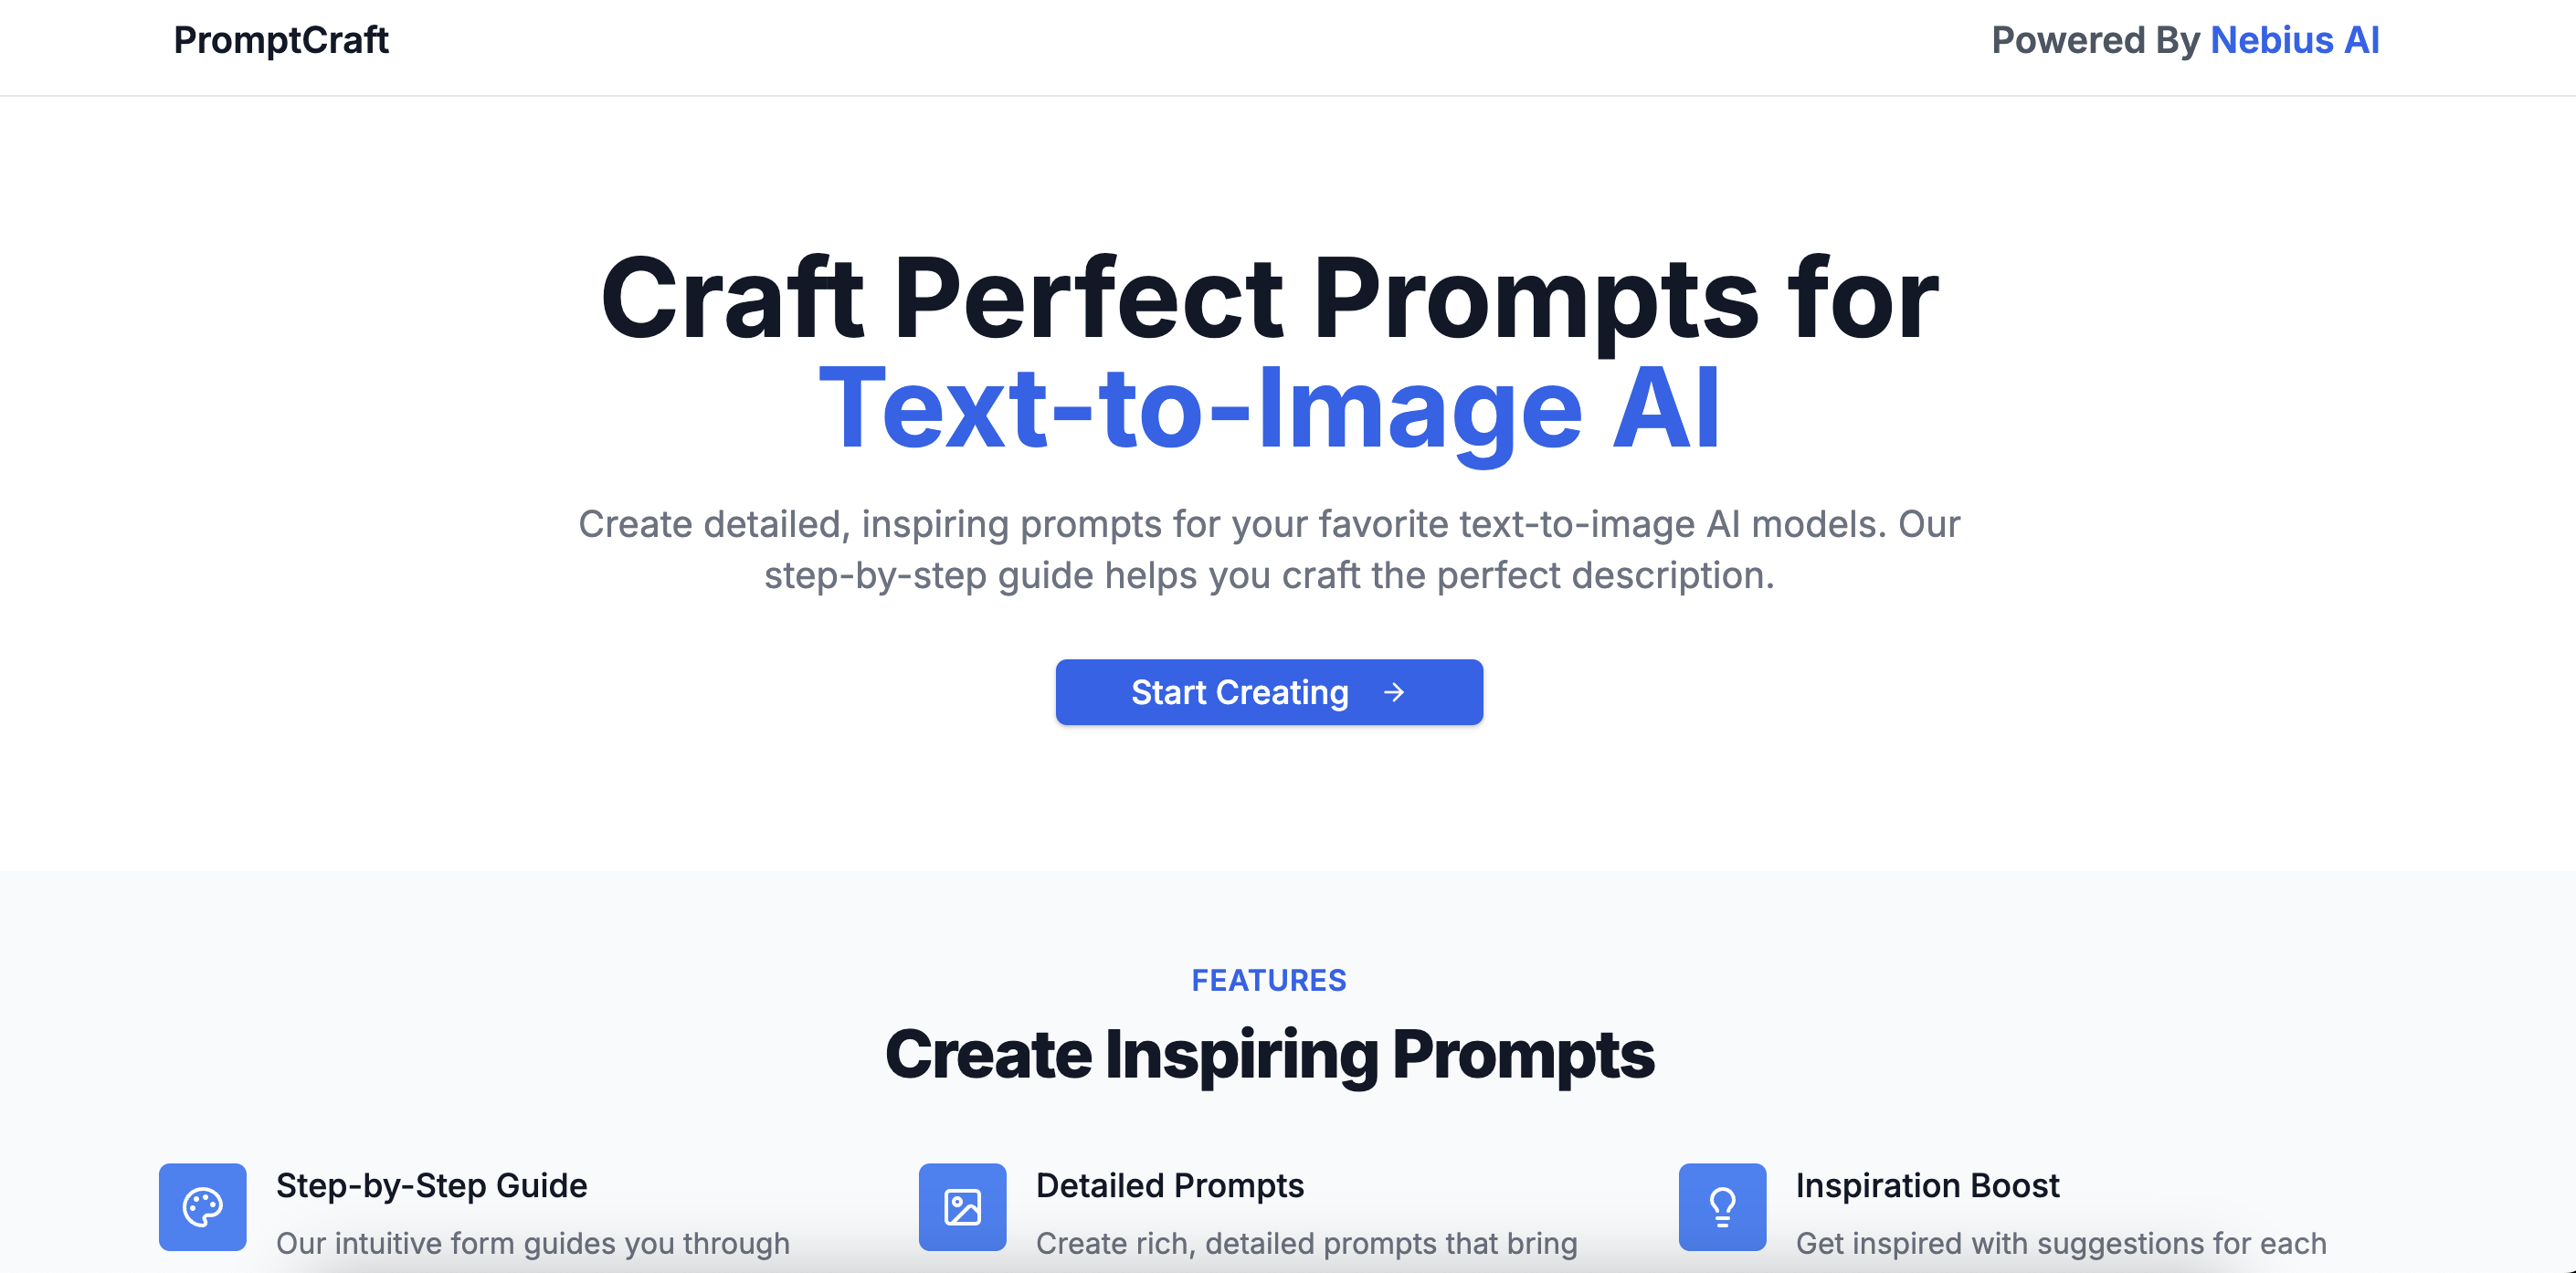 PromptCraft
Powered By Nebius AI
Craft Perfect Prompts for
Text-to-Image AI
Create detailed, inspiring prompts for your favorite text-to-image AI models. Our
step-by-step guide helps you craft the perfect description.
Start Creating
FEATURES
Create Inspiring Prompts
Step-by-Step Guide
Our intuitive form guides you through
Detailed Prompts
Create rich, detailed prompts that bring
Inspiration Boost
Get inspired with suggestions for each